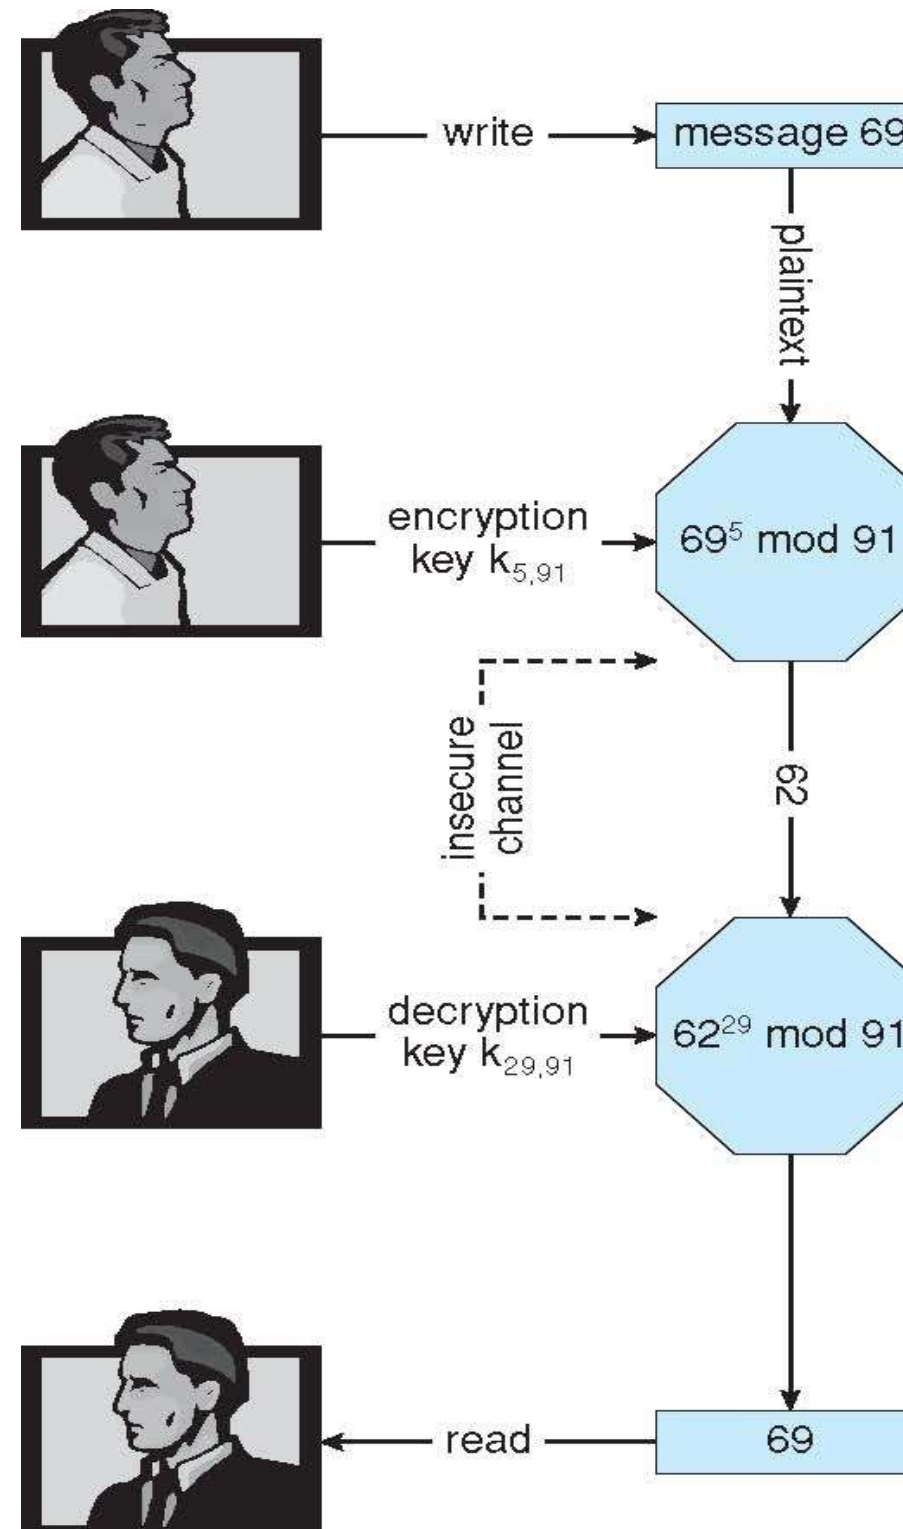 write
message 69
plaintext
encryption
key k₅,₉₁
69⁵ mod 91
insecure
channel
62
decryption
key k₂₉,₉₁
62²⁹ mod 91
read
69